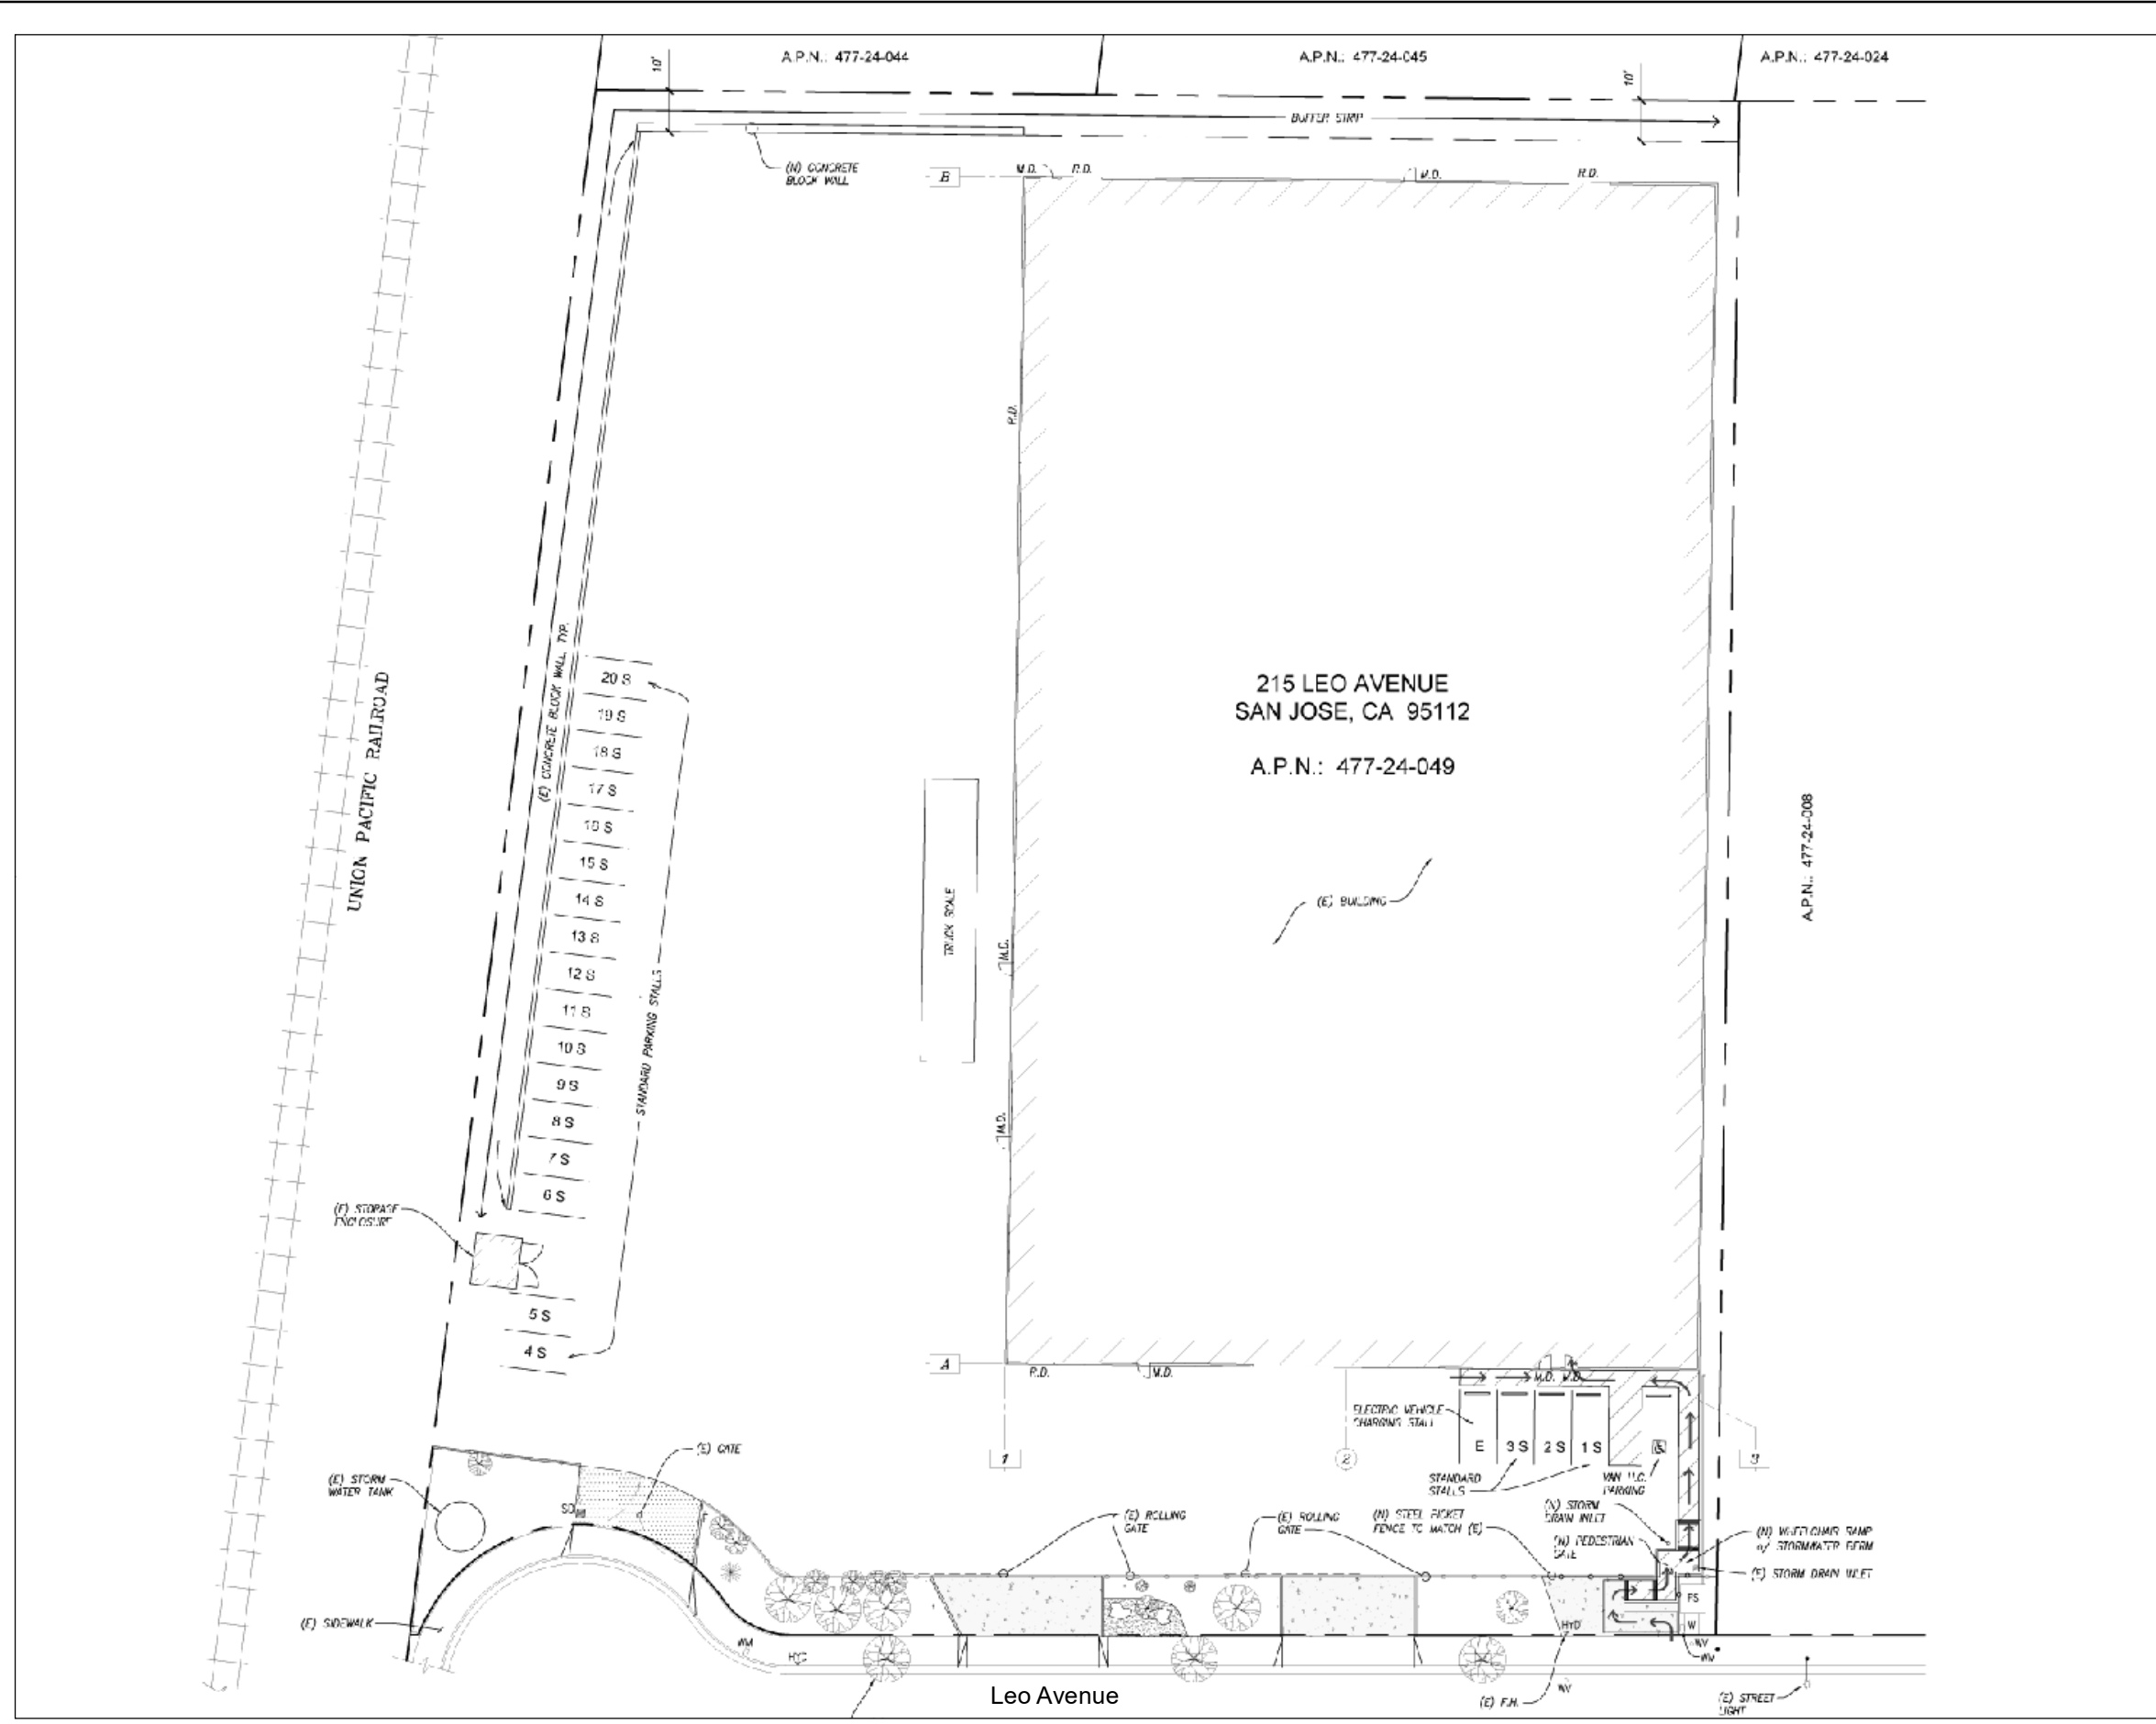 A.P.N.: 477-24-044
A.P.N.: 477-24-045
A.P.N.: 477-24-024
10'
10'
BUFFER STRIP
(N) CONCRETE
BLOCK WALL
B
M.D.
R.D.
M.D.
R.D.
R.D.
(E) CONCRETE BLOCK WALL, TYP.
UNION PACIFIC RAILROAD
20 S
19 S
18 S
17 S
16 S
15 S
14 S
13 S
12 S
11 S
10 S
9 S
8 S
7 S
6 S
STANDARD PARKING STALLS
215 LEO AVENUE
SAN JOSE, CA 95112
A.P.N.: 477-24-049
A.P.N.: 477-24-008
TRUCK SCALE
(E) BUILDING
M.D.
M.D.
(E) STORAGE
ENCLOSURE
5 S
4 S
A
R.D.
M.D.
M.D.
M.D.
ELECTRIC VEHICLE
CHARGING STALL
E
3 S
2 S
1 S
1
2
3
STANDARD
STALLS
VAN H.C.
PARKING
(E) GATE
(E) STORM
WATER TANK
SD
(E) ROLLING
GATE
(E) ROLLING
GATE
(N) STEEL PICKET
FENCE TO MATCH (E)
(N) STORM
DRAIN INLET
(N) PEDESTRIAN
GATE
(N) WHEELCHAIR RAMP
w/ STORMWATER BERM
(E) STORM DRAIN INLET
FS
W
(E) SIDEWALK
WM
HYD
HYD
WV
WM
Leo Avenue
(E) F.H.
WV
(E) STREET
LIGHT